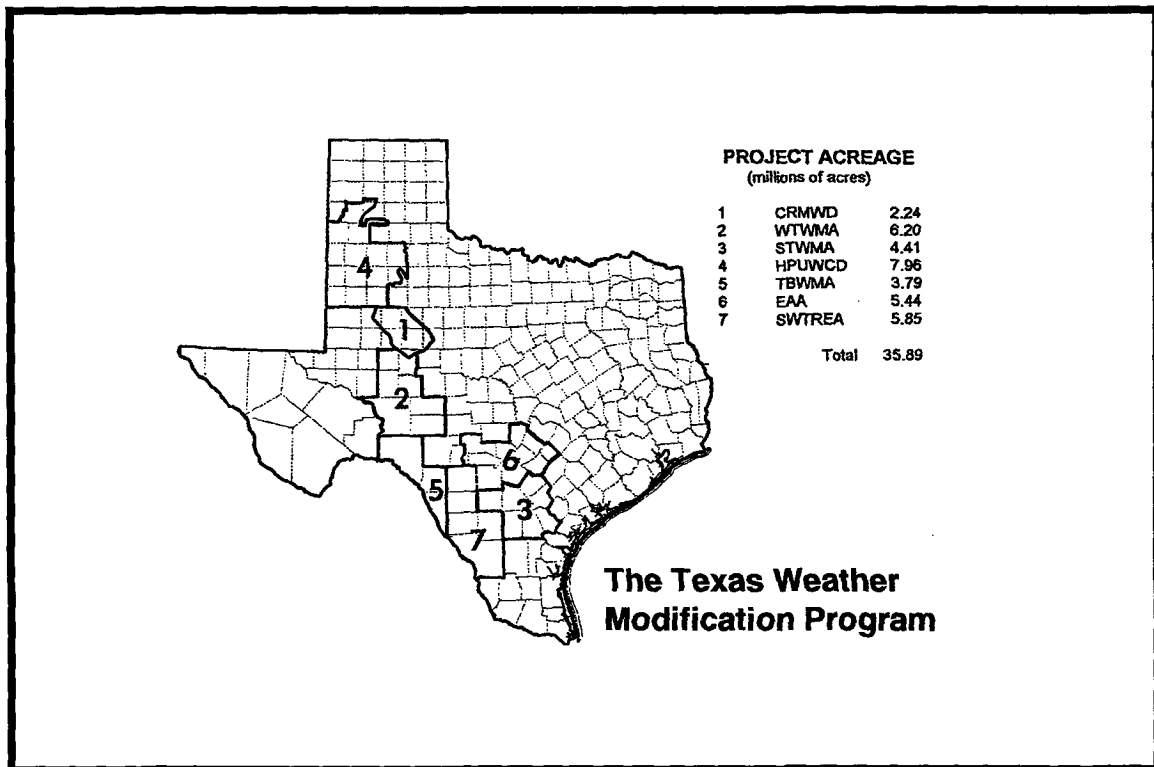 PROJECT ACREAGE
(millions of acres)
1 CRMWD 2.24
2 WTWMA 6.20
3 STWMA 4.41
4 HPUWCD 7.96
5 TBWMA 3.79
6 EAA 5.44
7 SWTREA 5.85
Total 35.89
4
1
2
6
5
3
7
The Texas Weather
Modification Program